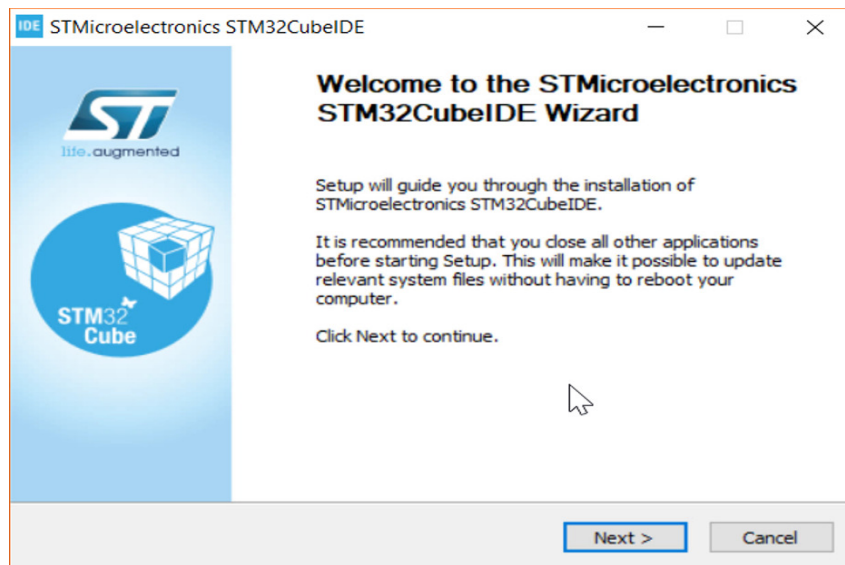 IDE STMicroelectronics STM32CubeIDE
ST
life.augmented
STM32
Cube
Welcome to the STMicroelectronics
STM32CubeIDE Wizard
Setup will guide you through the installation of
STMicroelectronics STM32CubeIDE.
It is recommended that you close all other applications
before starting Setup. This will make it possible to update
relevant system files without having to reboot your
computer.
Click Next to continue.
Next >
Cancel